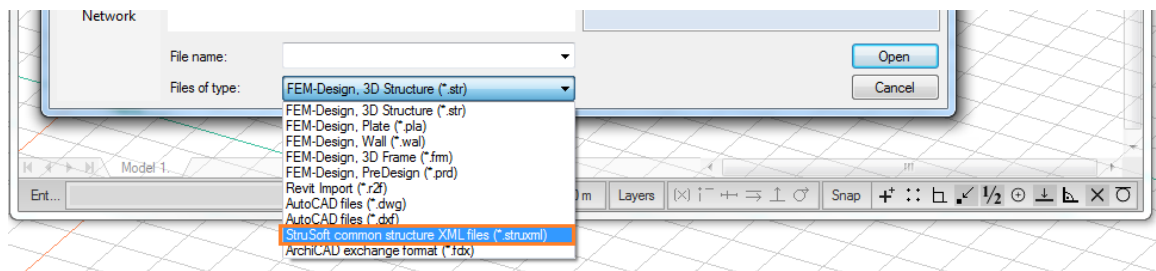 Network
File name:
Open
Files of type:
FEM-Design, 3D Structure (*.str)
Cancel
FEM-Design, 3D Structure (*.str)
FEM-Design, Plate (*.pla)
FEM-Design, Wall (*.wal)
FEM-Design, 3D Frame (*.frm)
FEM-Design, PreDesign (*.prd)
Revit Import (*.r2f)
AutoCAD files (*.dwg)
AutoCAD files (*.dxf)
StruSoft common structure XML files (*.struxml)
ArchiCAD exchange format (*.fdx)
Model 1.
Ent...
m
Layers
Snap
1/2